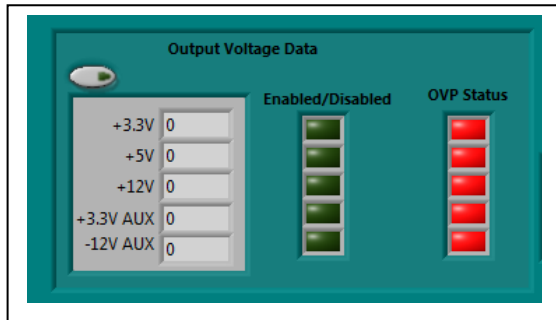 Output Voltage Data
Enabled/Disabled OVP Status
+3.3V 0
+5V 0
+12V 0
+3.3V AUX 0
-12V AUX 0